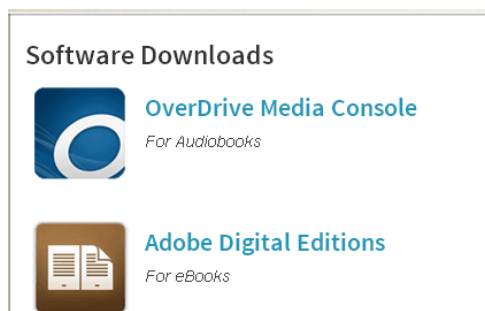 Software Downloads
OverDrive Media Console
For Audiobooks
Adobe Digital Editions
For eBooks